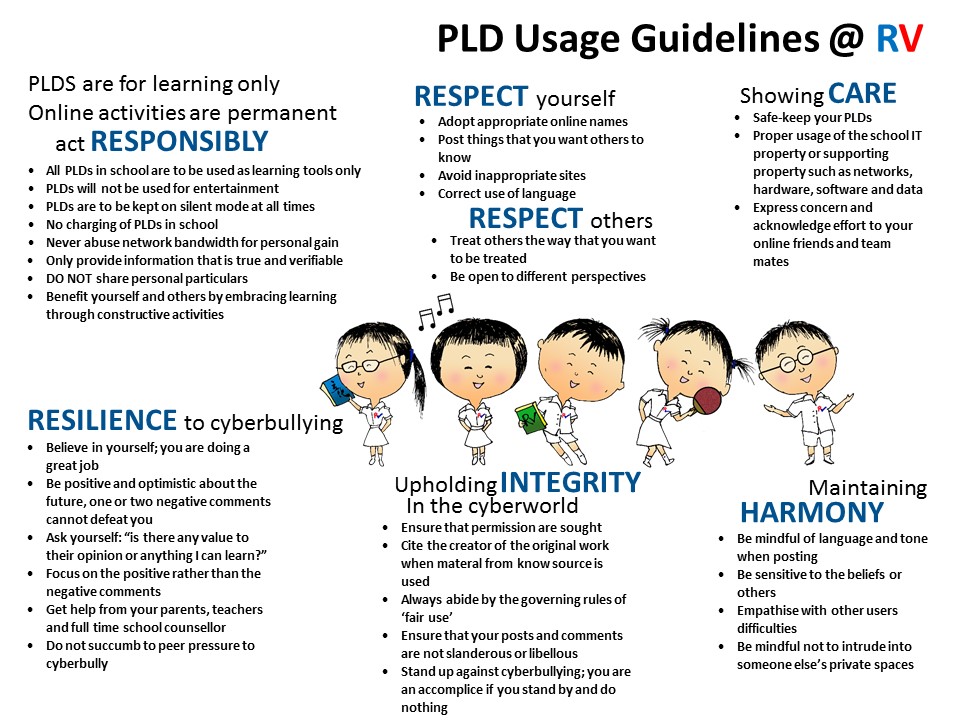 PLD Usage Guidelines @ RV
PLDS are for learning only
Online activities are permanent
act RESPONSIBLY
• All PLDs in school are to be used as learning tools only
• PLDs will not be used for entertainment
• PLDs are to be kept on silent mode at all times
• No charging of PLDs in school
• Never abuse network bandwidth for personal gain
• Only provide information that is true and verifiable
• DO NOT share personal particulars
• Benefit yourself and others by embracing learning
through constructive activities
RESPECT yourself
• Adopt appropriate online names
• Post things that you want others to
know
• Avoid inappropriate sites
• Correct use of language
RESPECT others
• Treat others the way that you want
to be treated
• Be open to different perspectives
Showing CARE
• Safe-keep your PLDs
• Proper usage of the school IT
property or supporting
property such as networks,
hardware, software and data
• Express concern and
acknowledge effort to your
online friends and team
mates
RV
RESILIENCE to cyberbullying
• Believe in yourself; you are doing a
great job
• Be positive and optimistic about the
future, one or two negative comments
cannot defeat you
• Ask yourself: “is there any value to
their opinion or anything I can learn?”
• Focus on the positive rather than the
negative comments
• Get help from your parents, teachers
and full time school counsellor
• Do not succumb to peer pressure to
cyberbully
Upholding INTEGRITY
In the cyberworld
• Ensure that permission are sought
• Cite the creator of the original work
when materal from know source is
used
• Always abide by the governing rules of
‘fair use’
• Ensure that your posts and comments
are not slanderous or libellous
• Stand up against cyberbullying; you are
an accomplice if you stand by and do
nothing
Maintaining
HARMONY
• Be mindful of language and tone
when posting
• Be sensitive to the beliefs or
others
• Empathise with other users
difficulties
• Be mindful not to intrude into
someone else’s private spaces